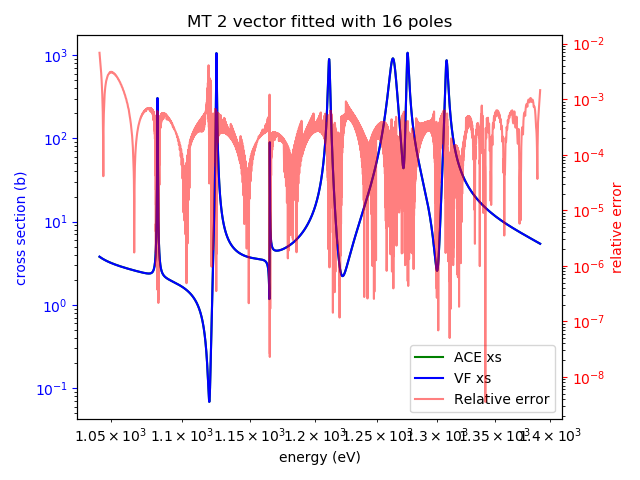 MT 2 vector fitted with 16 poles
10³
10²
10¹
10⁰
10⁻¹
cross section (b)
10⁻²
10⁻³
10⁻⁴
10⁻⁵
10⁻⁶
10⁻⁷
10⁻⁸
relative error
ACE xs
VF xs
Relative error
1.05 × 10³ 1.1 × 10³ 1.15 × 10³ 1.2 × 10³ 1.25 × 10³ 1.3 × 10³ 1.35 × 10³ 1.4 × 10³
energy (eV)